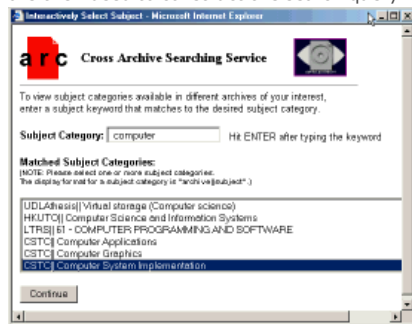 Interactively Select Subject - Microsoft Internet Explorer
arc Cross Archive Searching Service
To view subject categories available in different archives of your interest,
enter a subject keyword that matches to the desired subject category.
Subject Category: computer Hit ENTER after typing the keyword
Matched Subject Categories:
(NOTE: Please select one or more subject categories.
The display format for a subject category is "archive||subject".)
UDLAthesis|| Virtual storage (Computer science)
HKUTO|| Computer Science and Information Systems
LTRS|| 61 - COMPUTER PROGRAMMING AND SOFTWARE
CSTC|| Computer Applications
CSTC|| Computer Graphics
CSTC|| Computer System Implementation
Continue